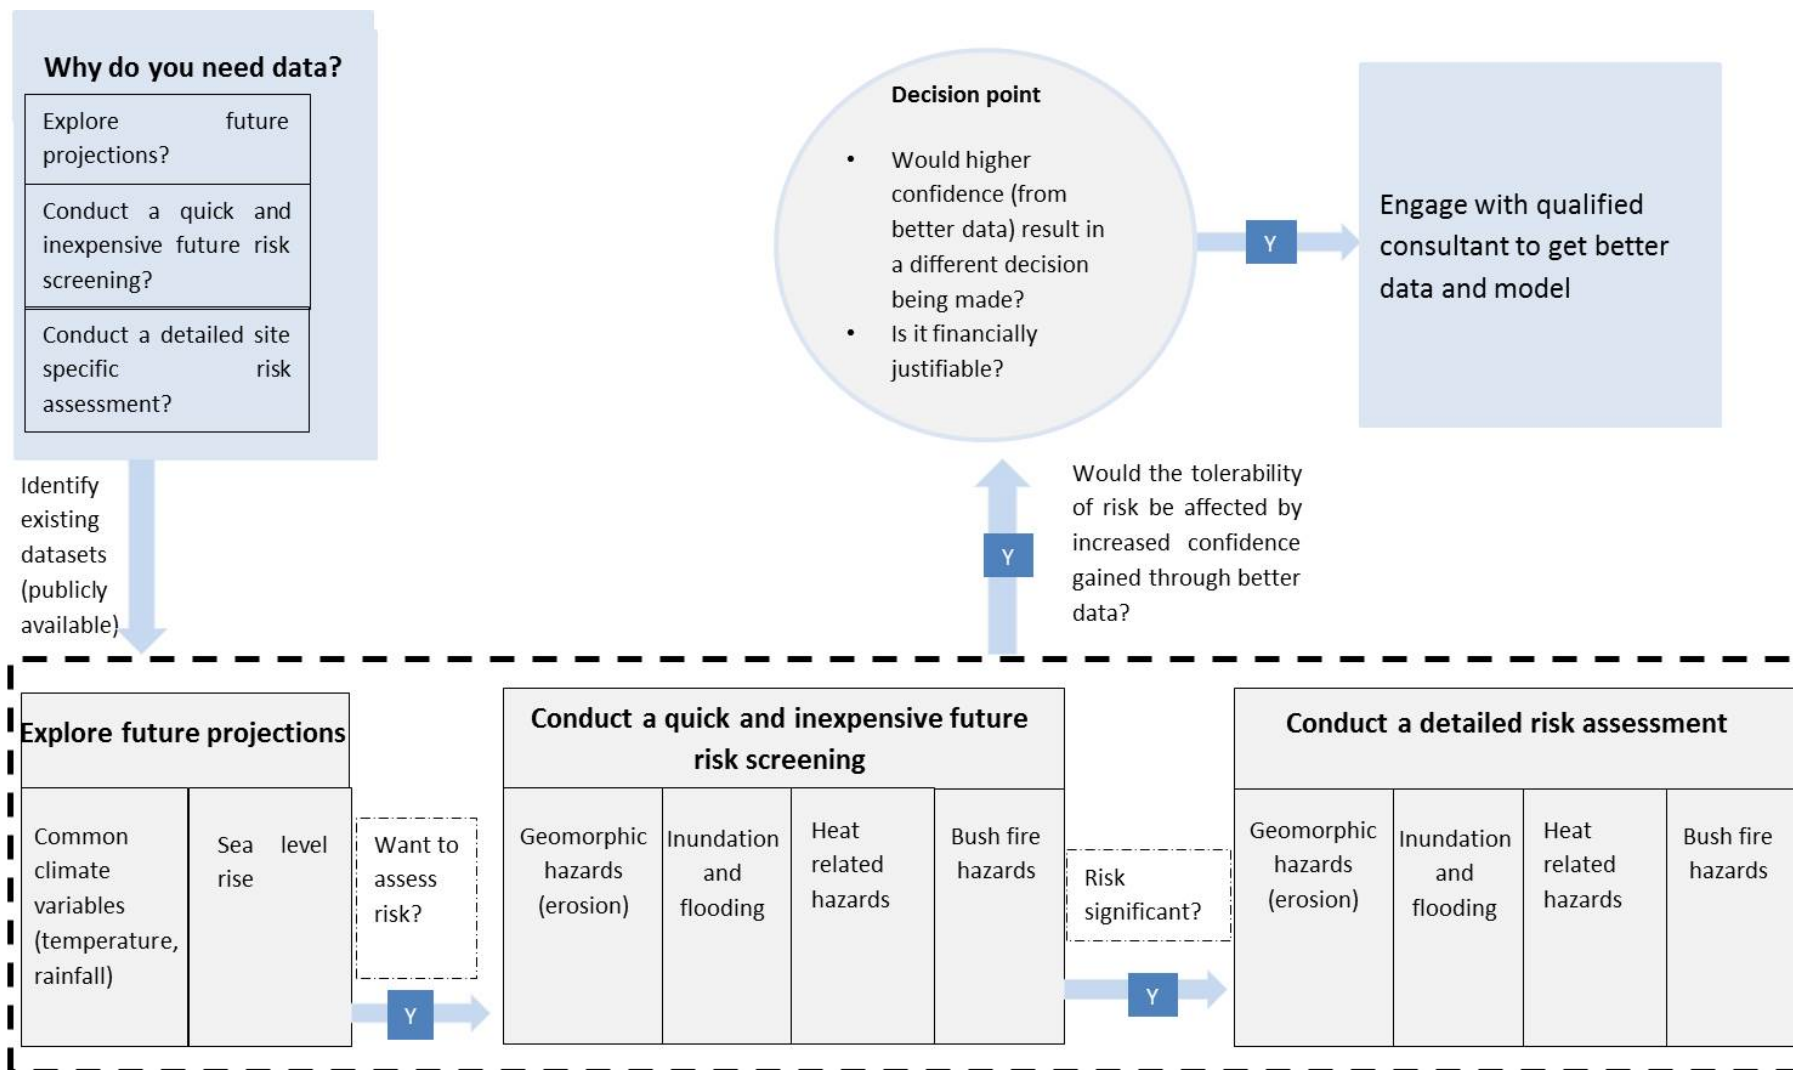 Why do you need data?
Explore future
projections?
Conduct a quick and
inexpensive future risk
screening?
Conduct a detailed site
specific risk
assessment?
Identify
existing
datasets
(publicly
available)
Decision point
• Would higher
confidence (from
better data) result in
a different decision
being made?
• Is it financially
justifiable?
Y
Engage with qualified
consultant to get better
data and model
Y
Would the tolerability
of risk be affected by
increased confidence
gained through better
data?
Explore future projections
Common
climate
variables
(temperature,
rainfall)
Sea level
rise
Want to
assess
risk?
Y
Conduct a quick and inexpensive future
risk screening
Geomorphic
hazards
(erosion)
Inundation
and
flooding
Heat
related
hazards
Bush fire
hazards
Risk
significant?
Y
Conduct a detailed risk assessment
Geomorphic
hazards
(erosion)
Inundation
and
flooding
Heat
related
hazards
Bush fire
hazards